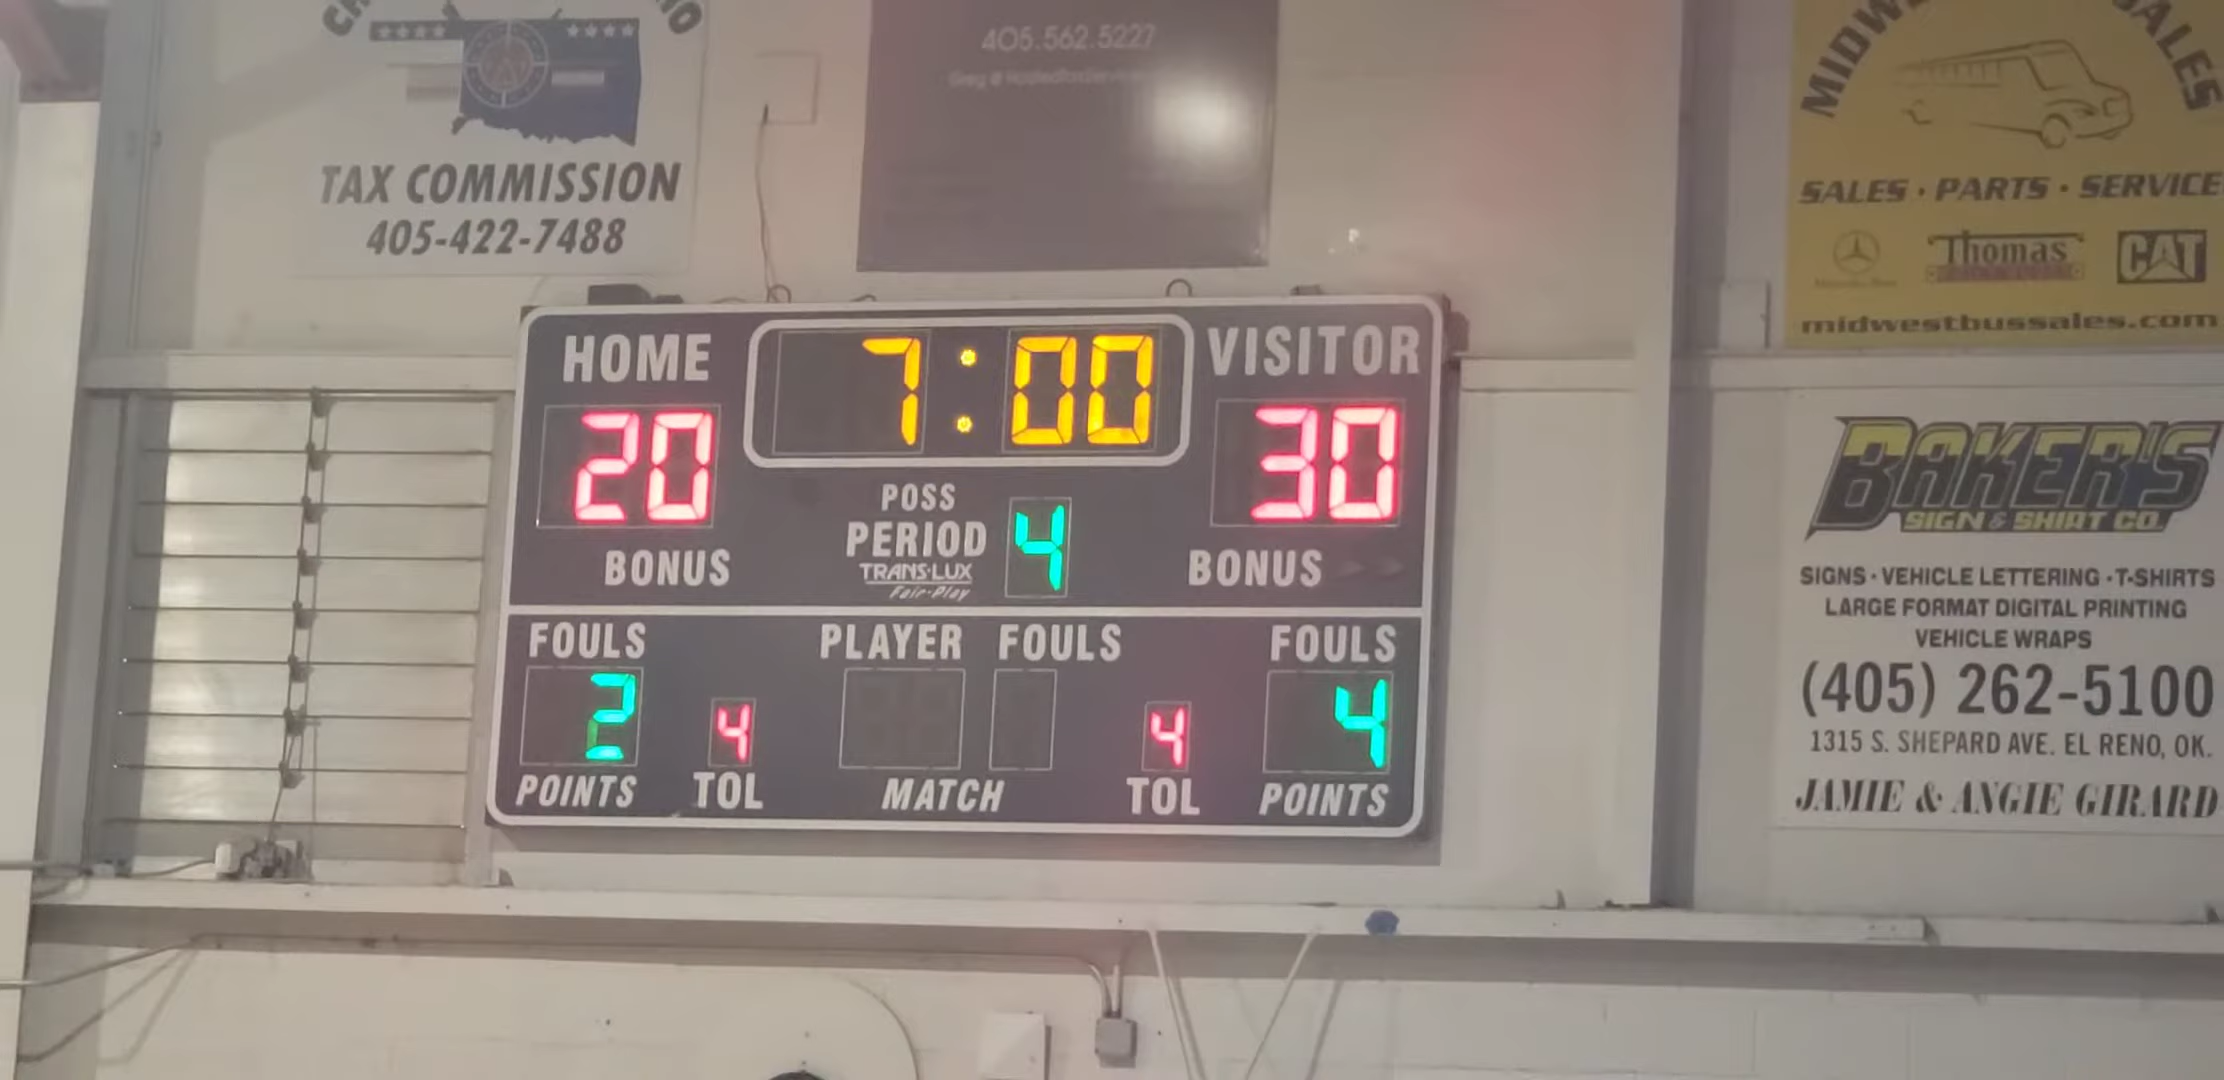 TAX COMMISSION
405-422-7488
405.562.5227
SALES · PARTS · SERVICE
Thomas
CAT
midwestbussales.com
HOME
7:00
VISITOR
20
30
POSS
PERIOD
4
TRANS-LUX
Fair-Play
BONUS
BONUS
FOULS
PLAYER
FOULS
FOULS
2
4
4
4
POINTS
TOL
MATCH
TOL
POINTS
BAKER'S
SIGN & SHIRT CO.
SIGNS · VEHICLE LETTERING · T-SHIRTS
LARGE FORMAT DIGITAL PRINTING
VEHICLE WRAPS
(405) 262-5100
1315 S. SHEPARD AVE. EL RENO, OK.
JAMIE & ANGIE GIRARD